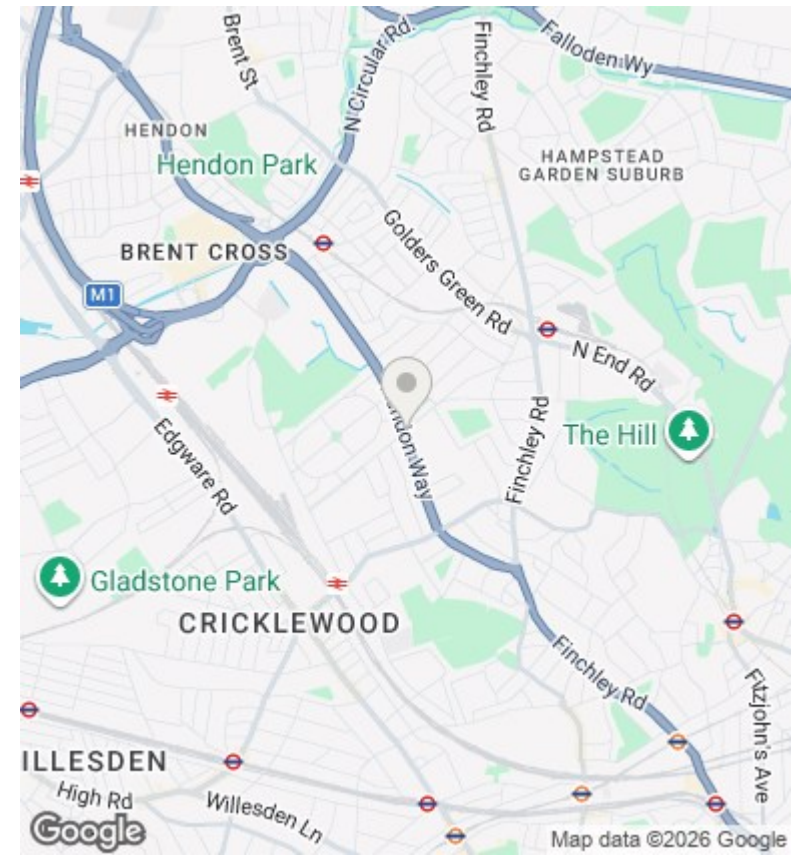 Brent St
N Circular Rd
Finchley Rd
Falloden Wy
HENDON
Hendon Park
HAMPSTEAD
GARDEN SUBURB
BRENT CROSS
Golders Green Rd
M1
N End Rd
The Hill
Edgware Rd
Way
Finchley Rd
Gladstone Park
CRICKLEWOOD
Finchley Rd
Fitzjohn's Ave
ILLESDEN
High Rd
Willesden Ln
Google
Map data ©2026 Google